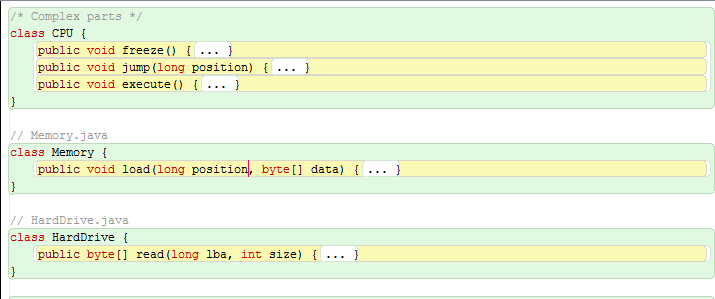 /* Complex parts */
class CPU {
public void freeze() { ... }
public void jump(long position) { ... }
public void execute() { ... }
}
// Memory.java
class Memory {
public void load(long position, byte[] data) { ... }
}
// HardDrive.java
class HardDrive {
public byte[] read(long lba, int size) { ... }
}